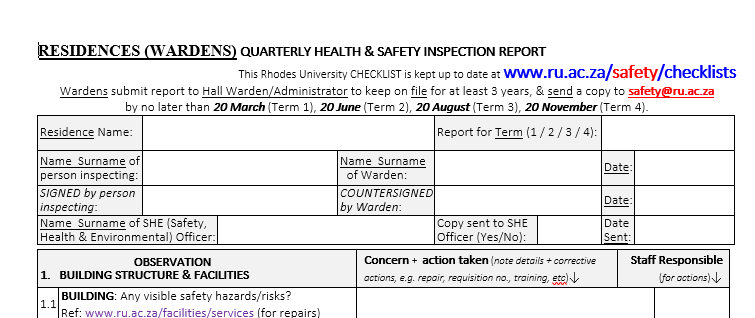 RESIDENCES (WARDENS) QUARTERLY HEALTH & SAFETY INSPECTION REPORT
This Rhodes University CHECKLIST is kept up to date at www.ru.ac.za/safety/checklists
Wardens submit report to Hall Warden/Administrator to keep on file for at least 3 years, & send a copy to safety@ru.ac.za
by no later than 20 March (Term 1), 20 June (Term 2), 20 August (Term 3), 20 November (Term 4).
Residence Name: Report for Term (1 / 2 / 3 / 4):
Name Surname of person inspecting: Name Surname of Warden: Date:
SIGNED by person inspecting: COUNTERSIGNED by Warden: Date:
Name Surname of SHE (Safety, Health & Environmental) Officer: Copy sent to SHE Officer (Yes/No): Date Sent:
OBSERVATION
1. BUILDING STRUCTURE & FACILITIES
Concern + action taken (note details + corrective
actions, e.g. repair, requisition no., training, etc)↓
Staff Responsible
(for actions)↓
1.1 BUILDING: Any visible safety hazards/risks?
Ref: www.ru.ac.za/facilities/services (for repairs)